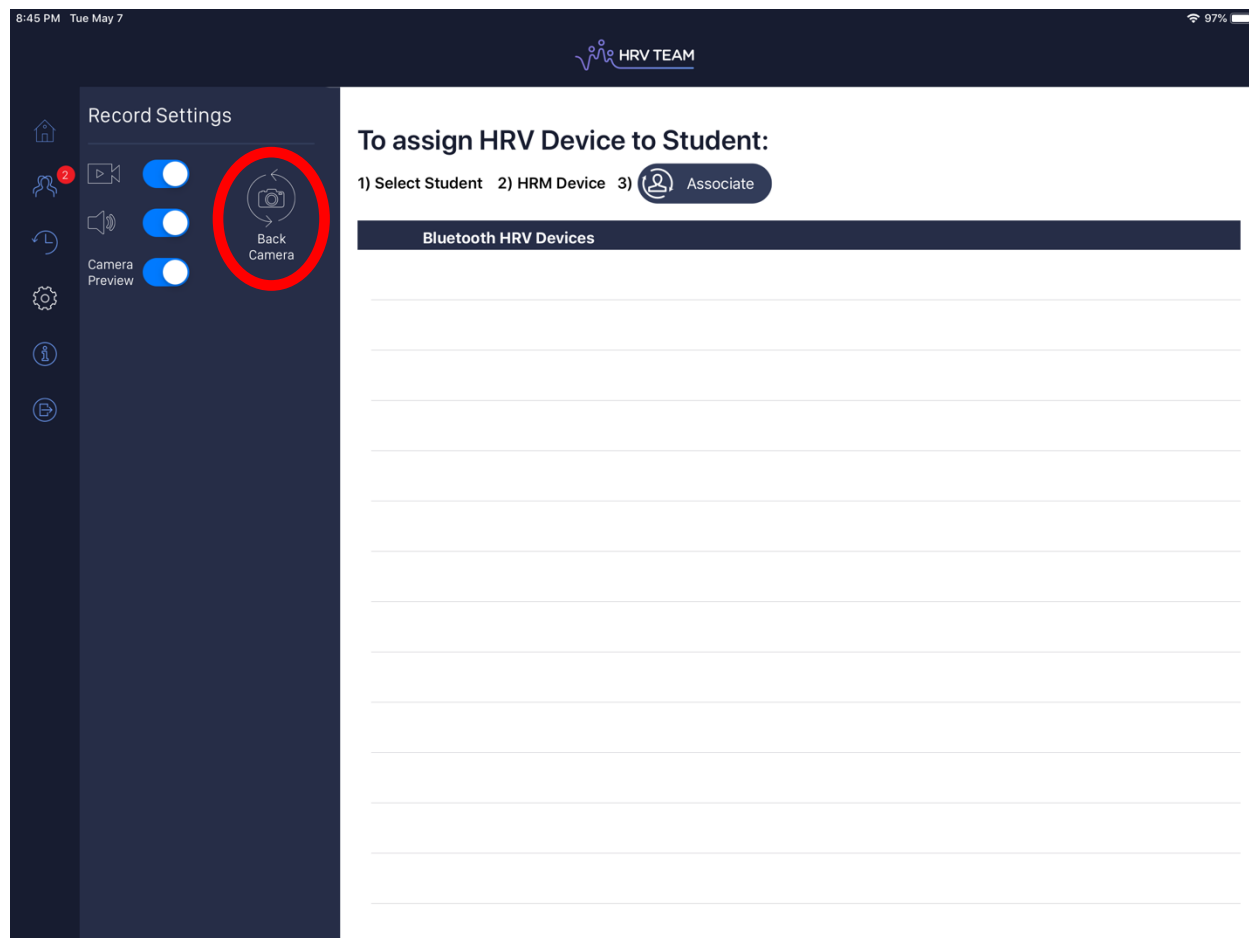 8:45 PM Tue May 7
97%
HRV TEAM
Record Settings
2
Back
Camera
Camera
Preview
To assign HRV Device to Student:
1) Select Student 2) HRM Device 3) Associate
Bluetooth HRV Devices